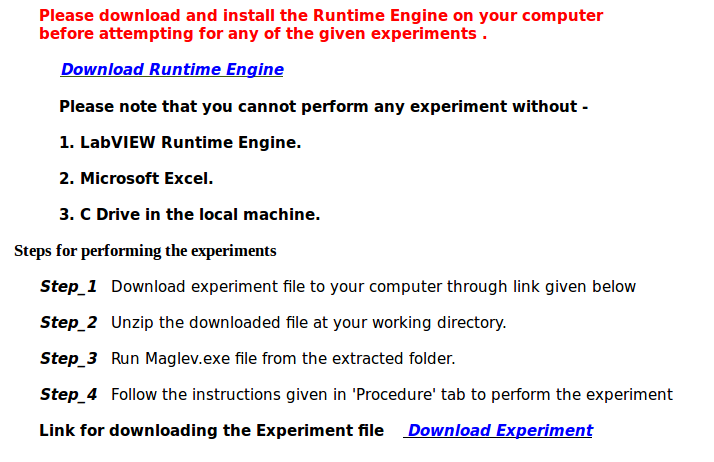 Please download and install the Runtime Engine on your computer
before attempting for any of the given experiments .
Download Runtime Engine
Please note that you cannot perform any experiment without -
1. LabVIEW Runtime Engine.
2. Microsoft Excel.
3. C Drive in the local machine.
Steps for performing the experiments
Step_1 Download experiment file to your computer through link given below
Step_2 Unzip the downloaded file at your working directory.
Step_3 Run Maglev.exe file from the extracted folder.
Step_4 Follow the instructions given in 'Procedure' tab to perform the experiment
Link for downloading the Experiment file Download Experiment